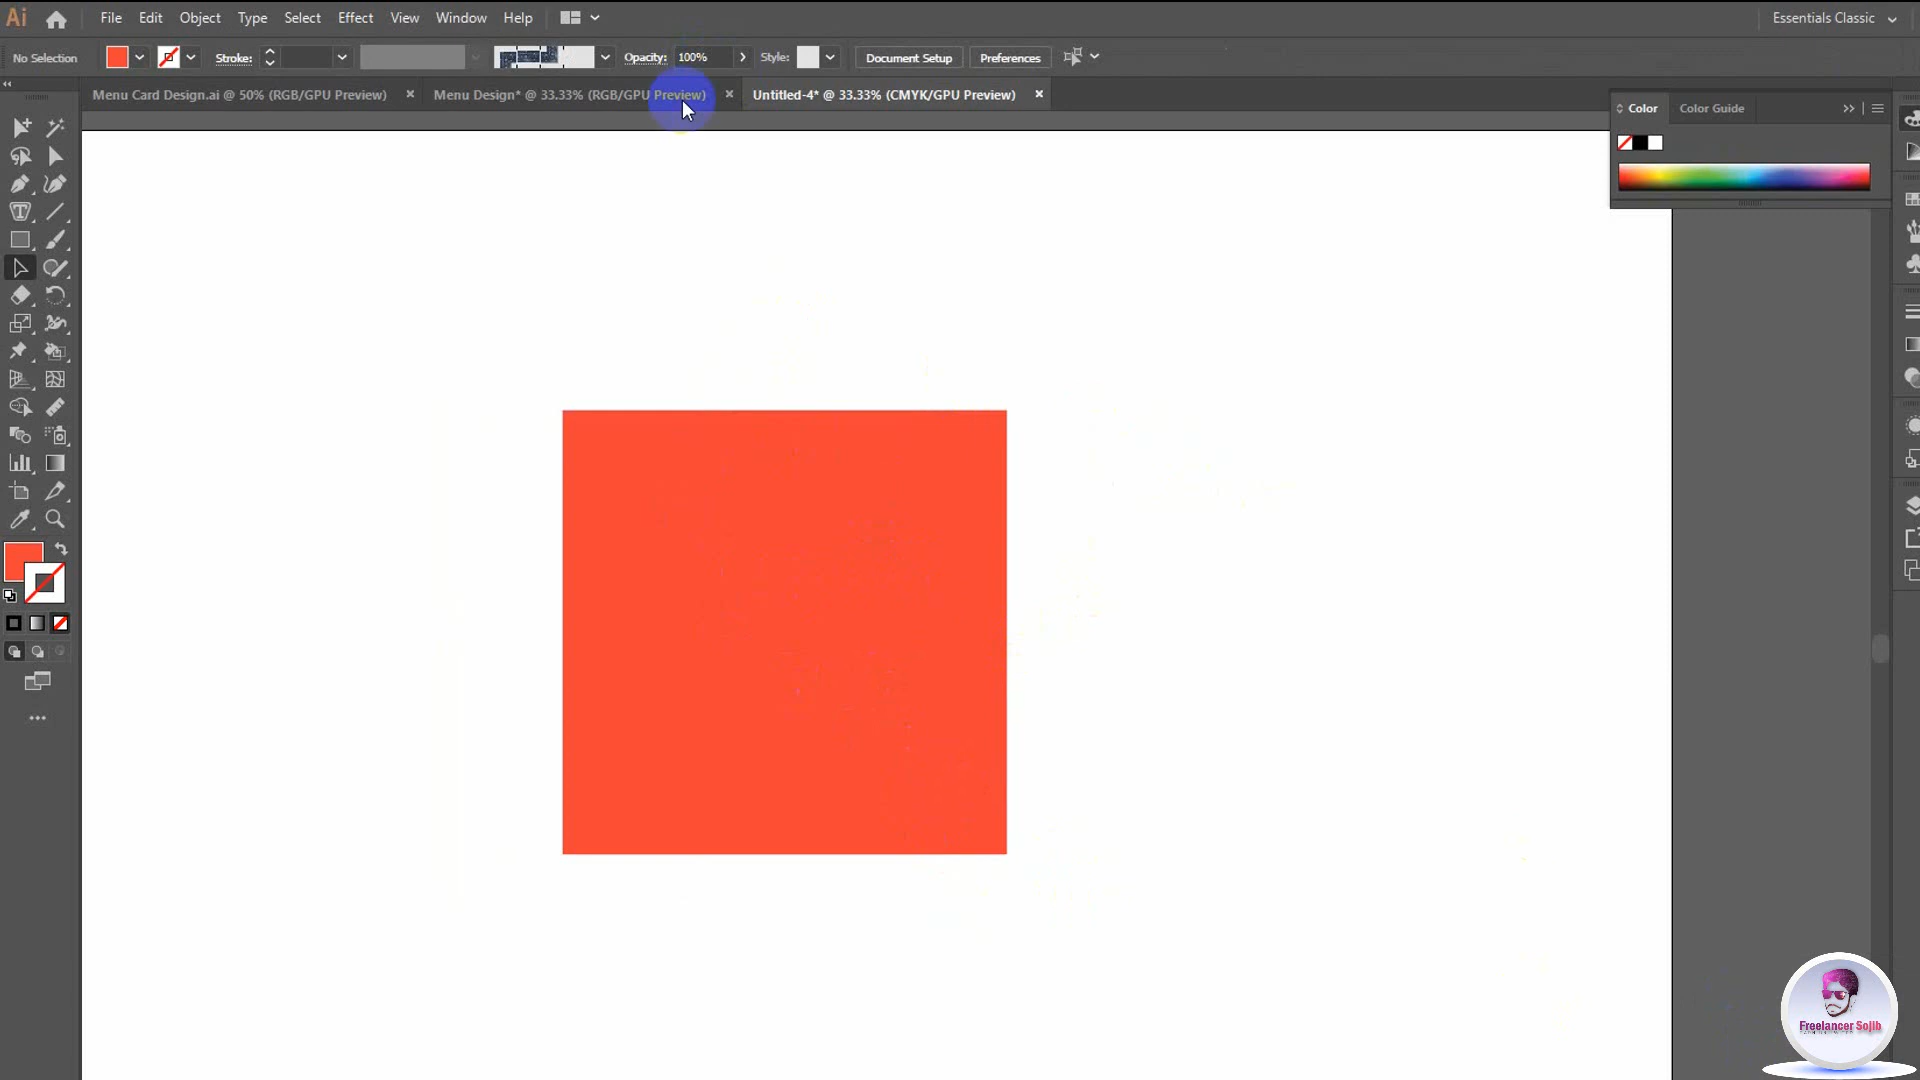 Ai File Edit Object Type Select Effect View Window Help Essentials Classic
No Selection Stroke: Opacity: 100% Style: Document Setup Preferences
Menu Card Design.ai @ 50% (RGB/GPU Preview) × Menu Design* @ 33.33% (RGB/GPU Preview) × Untitled-4* @ 33.33% (CMYK/GPU Preview) ×
Color Color Guide
Freelancer Sojib